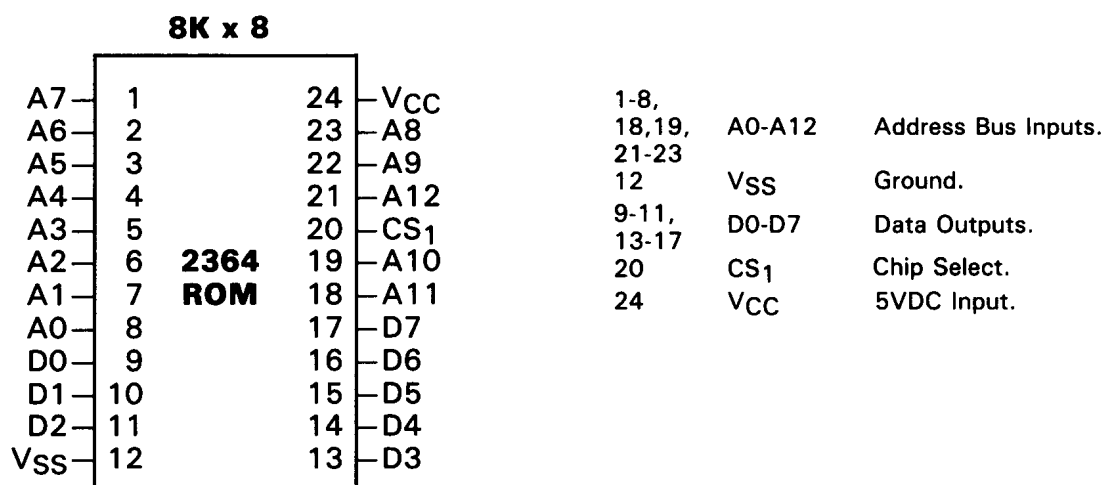 8K x 8
A7 1 24 VCC
A6 2 23 A8
A5 3 22 A9
A4 4 21 A12
A3 5 20 CS1
A2 6 2364 19 A10
A1 7 ROM 18 A11
A0 8 17 D7
D0 9 16 D6
D1 10 15 D5
D2 11 14 D4
VSS 12 13 D3
1-8,
18,19, A0-A12 Address Bus Inputs.
21-23
12 VSS Ground.
9-11,
13-17 D0-D7 Data Outputs.
20 CS1 Chip Select.
24 VCC 5VDC Input.